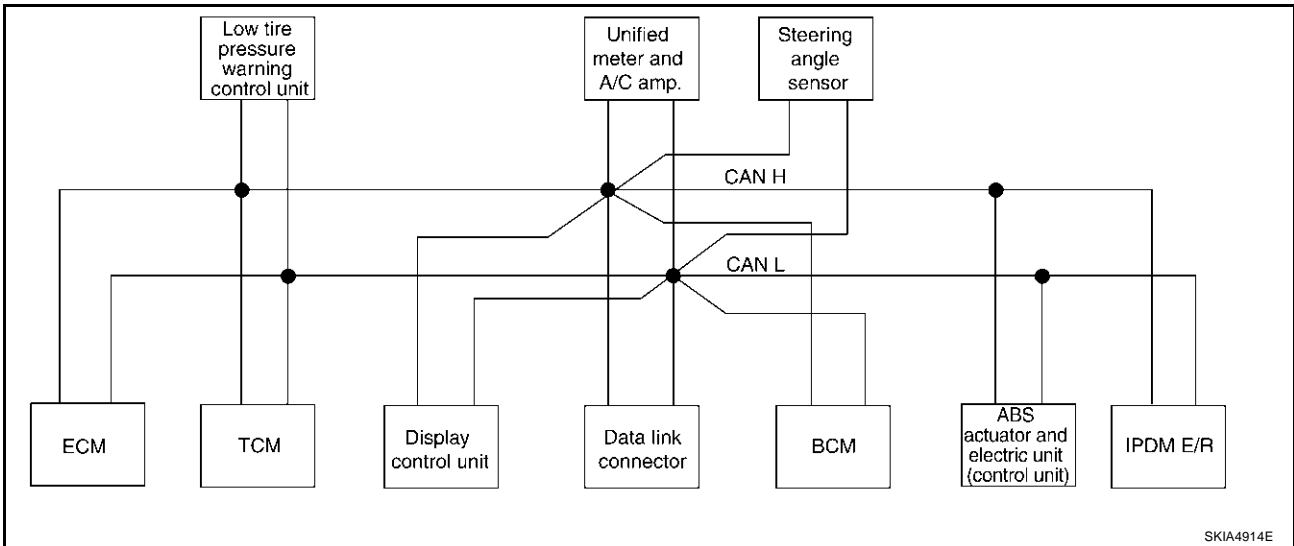 Low tire
pressure
warning
control unit
Unified
meter and
A/C amp.
Steering
angle
sensor
CAN H
CAN L
ECM
TCM
Display
control unit
Data link
connector
BCM
ABS
actuator and
electric unit
(control unit)
IPDM E/R
SKIA4914E